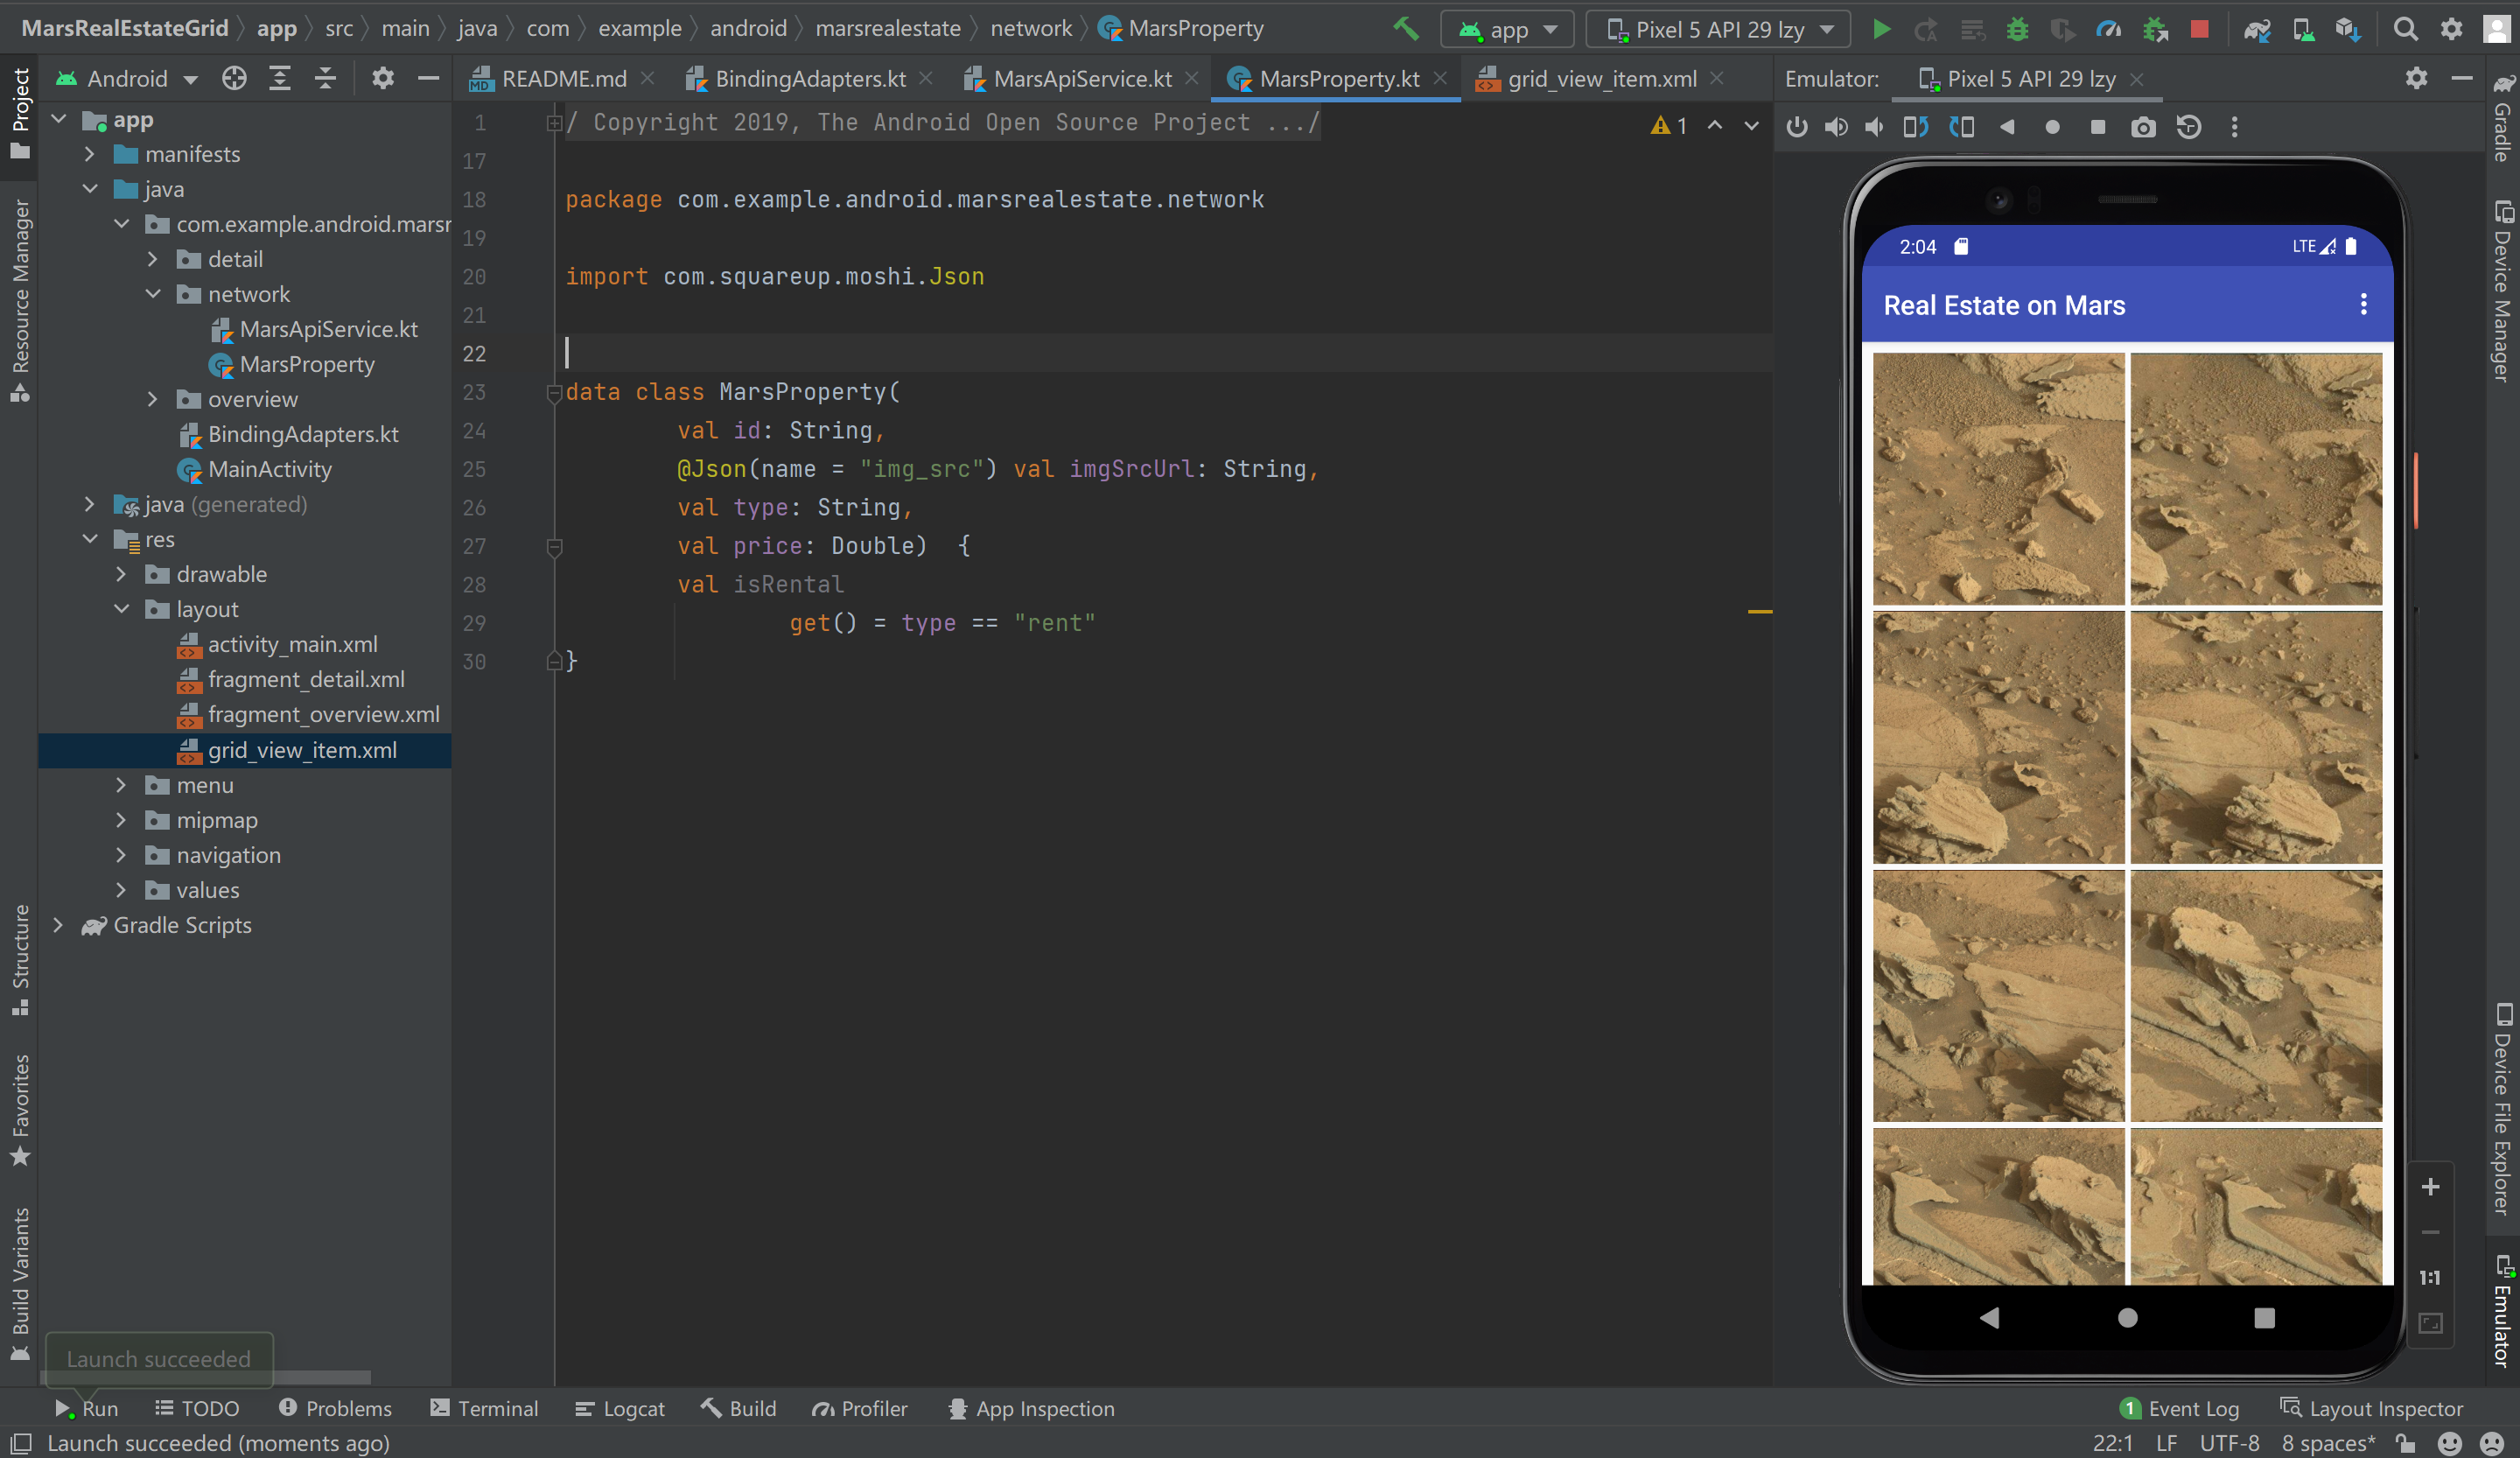 MarsRealEstateGrid app src main java com example android marsrealestate network MarsProperty
app Pixel 5 API 29 lzy
Project
Resource Manager
Structure
Favorites
Build Variants
Android
app
manifests
java
com.example.android.marsr
detail
network
MarsApiService.kt
MarsProperty
overview
BindingAdapters.kt
MainActivity
java (generated)
res
drawable
layout
activity_main.xml
fragment_detail.xml
fragment_overview.xml
grid_view_item.xml
menu
mipmap
navigation
values
Gradle Scripts
Launch succeeded
README.md BindingAdapters.kt MarsApiService.kt MarsProperty.kt grid_view_item.xml
1 / Copyright 2019, The Android Open Source Project .../
1
17
18 package com.example.android.marsrealestate.network
19
20 import com.squareup.moshi.Json
21
22
23 data class MarsProperty(
24 val id: String,
25 @Json(name = "img_src") val imgSrcUrl: String,
26 val type: String,
27 val price: Double) {
28 val isRental
29 get() = type == "rent"
30 }
Emulator: Pixel 5 API 29 lzy
2:04 LTE
Real Estate on Mars
1:1
Gradle
Device Manager
Device File Explorer
Emulator
Run TODO Problems Terminal Logcat Build Profiler App Inspection
1 Event Log Layout Inspector
Launch succeeded (moments ago)
22:1 LF UTF-8 8 spaces*